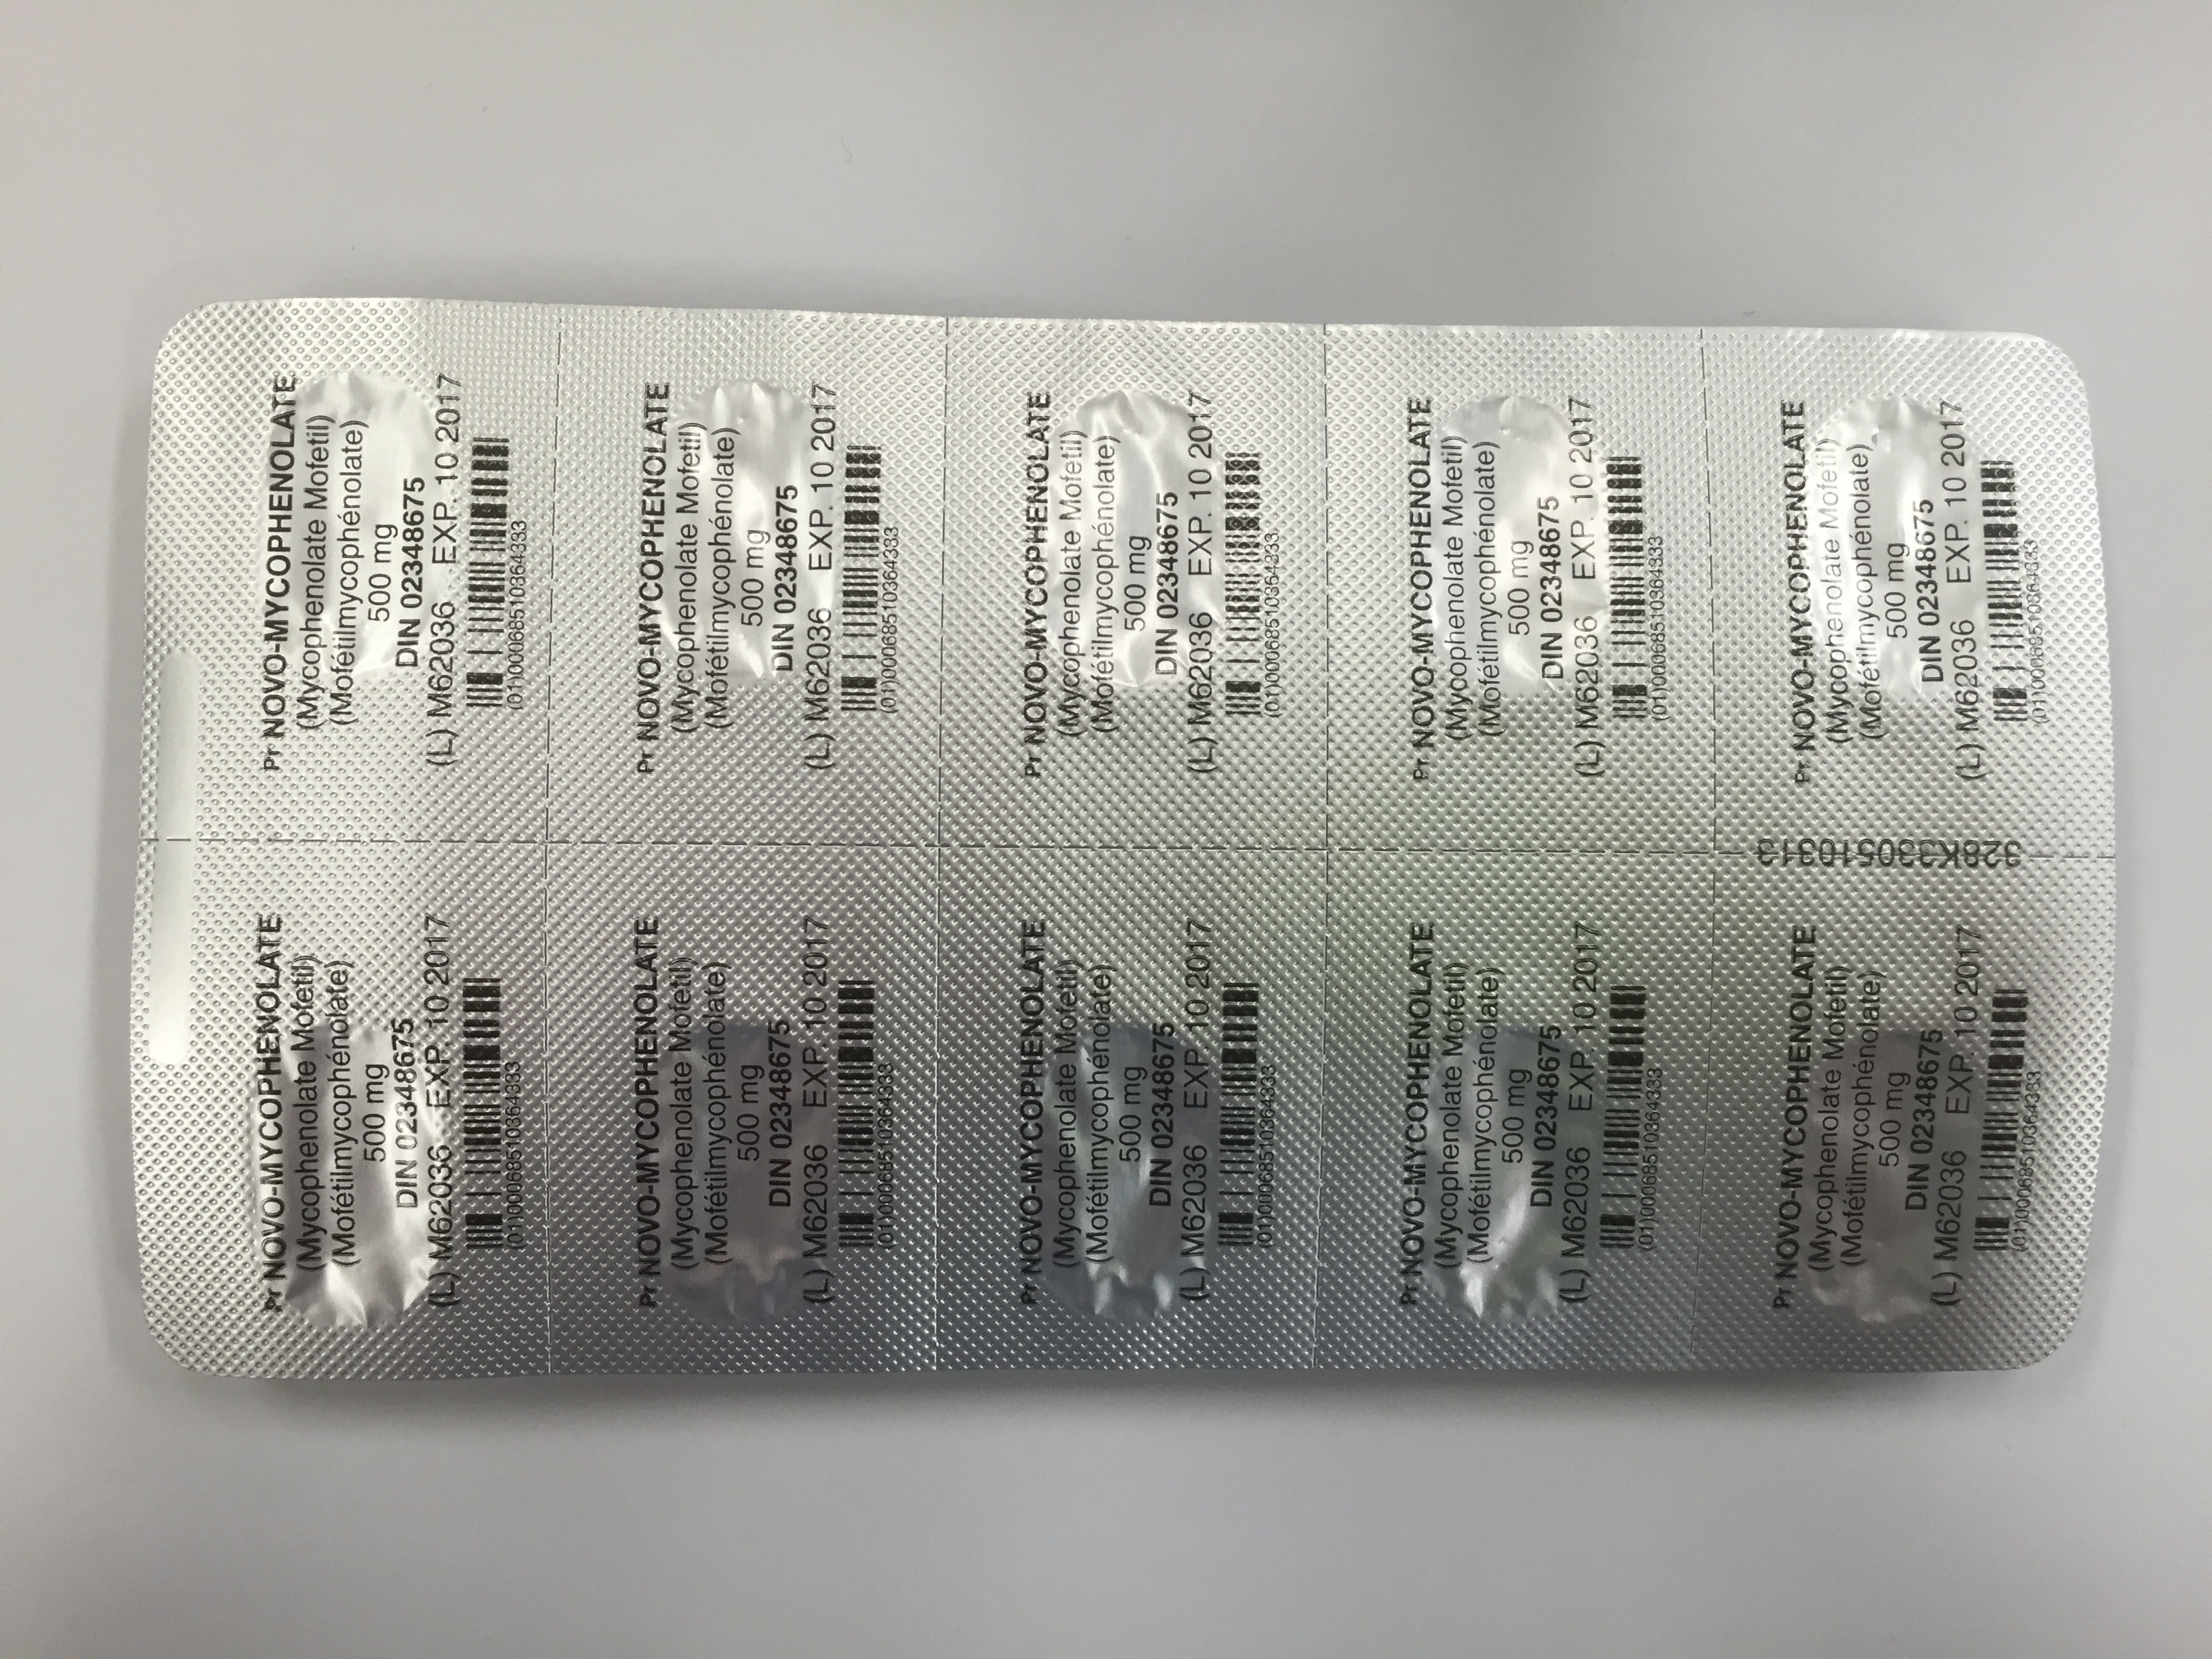 Pr NOVO-MYCOPHENOLATE
(Mycophenolate Mofetil)
(Mofétilmycophénolate)
500 mg
DIN 02348675
(L) M62036 EXP. 10 2017
(01)00068510364333
Pr NOVO-MYCOPHENOLATE
(Mycophenolate Mofetil)
(Mofétilmycophénolate)
500 mg
DIN 02348675
(L) M62036 EXP. 10 2017
(01)00068510364333
Pr NOVO-MYCOPHENOLATE
(Mycophenolate Mofetil)
(Mofétilmycophénolate)
500 mg
DIN 02348675
(L) M62036 EXP. 10 2017
(01)00068510364333
Pr NOVO-MYCOPHENOLATE
(Mycophenolate Mofetil)
(Mofétilmycophénolate)
500 mg
DIN 02348675
(L) M62036 EXP. 10 2017
(01)00068510364333
Pr NOVO-MYCOPHENOLATE
(Mycophenolate Mofetil)
(Mofétilmycophénolate)
500 mg
DIN 02348675
(L) M62036 EXP. 10 2017
(01)00068510364333
Pr NOVO-MYCOPHENOLATE
(Mycophenolate Mofetil)
(Mofétilmycophénolate)
500 mg
DIN 02348675
(L) M62036 EXP. 10 2017
(01)00068510364333
Pr NOVO-MYCOPHENOLATE
(Mycophenolate Mofetil)
(Mofétilmycophénolate)
500 mg
DIN 02348675
(L) M62036 EXP. 10 2017
(01)00068510364333
Pr NOVO-MYCOPHENOLATE
(Mycophenolate Mofetil)
(Mofétilmycophénolate)
500 mg
DIN 02348675
(L) M62036 EXP. 10 2017
(01)00068510364333
Pr NOVO-MYCOPHENOLATE
(Mycophenolate Mofetil)
(Mofétilmycophénolate)
500 mg
DIN 02348675
(L) M62036 EXP. 10 2017
(01)00068510364333
328K330510313
Pr NOVO-MYCOPHENOLATE
(Mycophenolate Mofetil)
(Mofétilmycophénolate)
500 mg
DIN 02348675
(L) M62036 EXP. 10 2017
(01)00068510364333